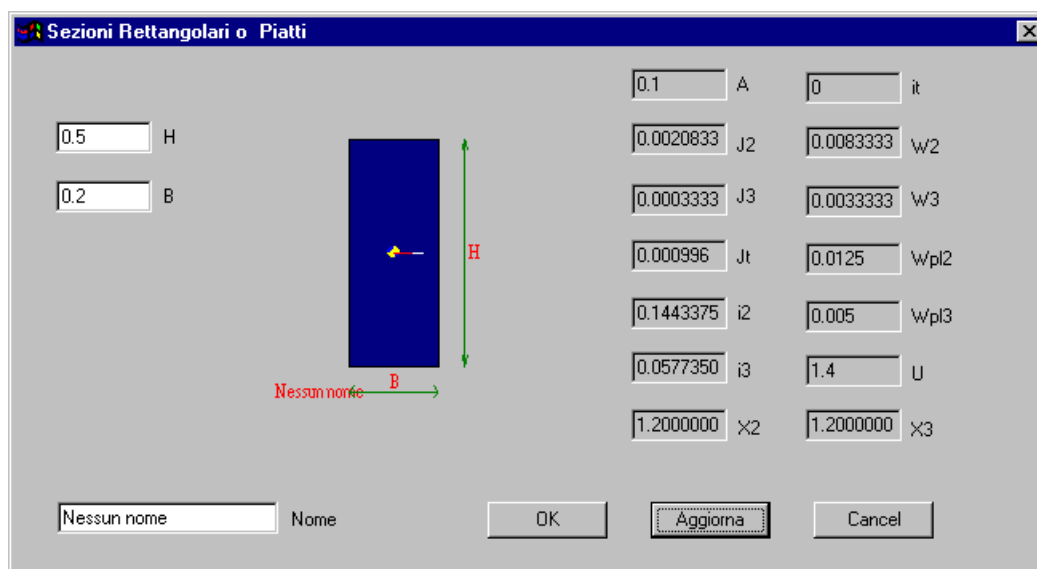 Sezioni Rettangolari o Piatti
0.1 A 0 it
0.5 H
0.0020833 J2 0.0083333 W2
0.2 B
0.0003333 J3 0.0033333 W3
H
0.000996 Jt 0.0125 Wpl2
0.1443375 i2 0.005 Wpl3
0.0577350 i3 1.4 U
B
Nessun nome
1.2000000 X2 1.2000000 X3
Nessun nome Nome OK Aggiorna Cancel